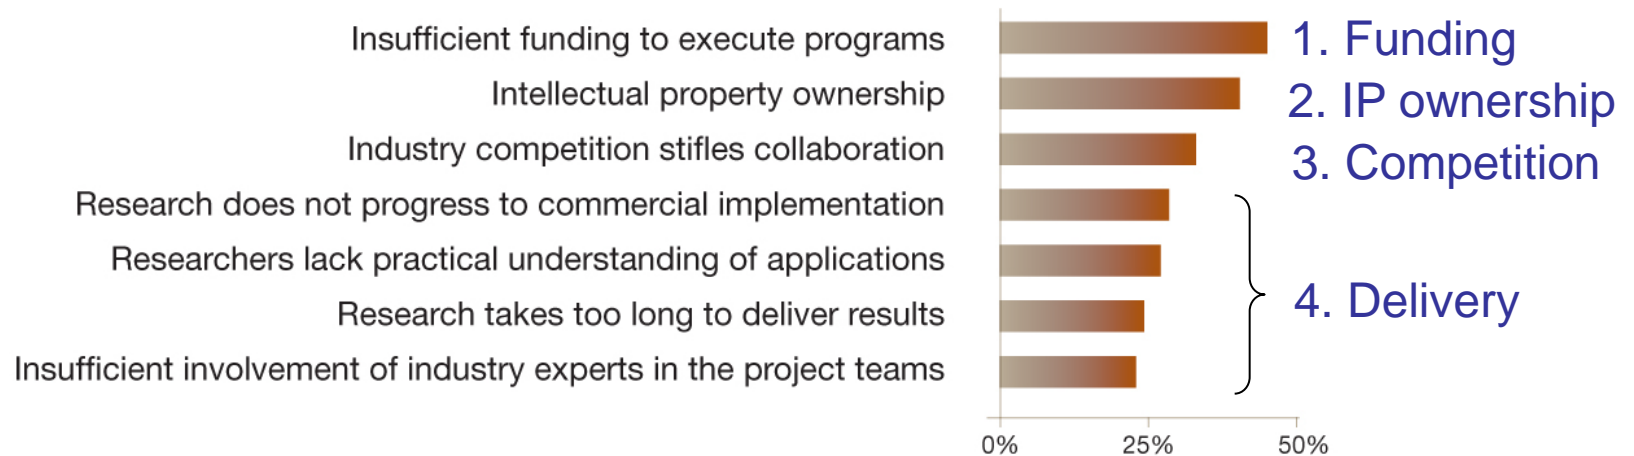 Insufficient funding to execute programs
1. Funding
Intellectual property ownership
2. IP ownership
Industry competition stifles collaboration
3. Competition
Research does not progress to commercial implementation
Researchers lack practical understanding of applications
Research takes too long to deliver results
4. Delivery
Insufficient involvement of industry experts in the project teams
0% 25% 50%